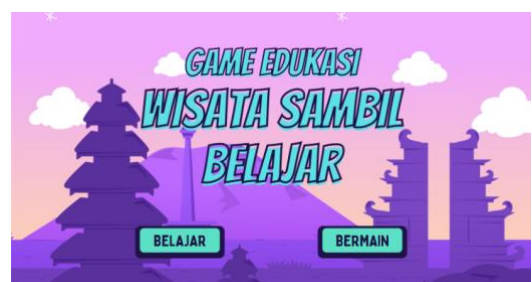 GAME EDUKASI
WISATA SAMBIL
BELAJAR
BELAJAR
BERMAIN